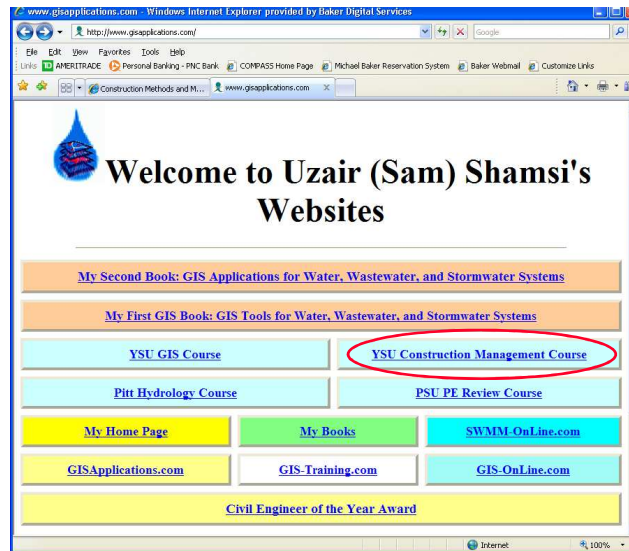 www.gisapplications.com - Windows Internet Explorer provided by Baker Digital Services
http://www.gisapplications.com/
Google
File Edit View Favorites Tools Help
Links AMERITRADE Personal Banking - PNC Bank COMPASS Home Page Michael Baker Reservation System Baker Webmail Customize Links
Construction Methods and M... www.gisapplications.com
Welcome to Uzair (Sam) Shamsi's
Websites
My Second Book: GIS Applications for Water, Wastewater, and Stormwater Systems
My First GIS Book: GIS Tools for Water, Wastewater, and Stormwater Systems
YSU GIS Course YSU Construction Management Course
Pitt Hydrology Course PSU PE Review Course
My Home Page My Books SWMM-OnLine.com
GISApplications.com GIS-Training.com GIS-OnLine.com
Civil Engineer of the Year Award
Internet 100%